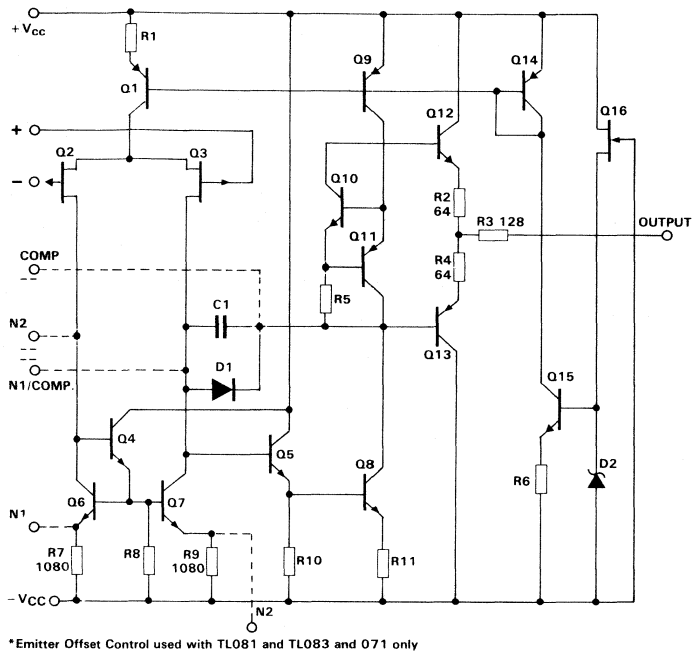 + VCC
R1
Q1
Q9
Q14
Q16
+
Q2
Q3
-
Q12
Q10
R2
64
R3 128
OUTPUT
Q11
R4
64
COMP
R5
C1
N2
Q13
N1/COMP.
D1
Q15
Q4
Q5
Q8
D2
R6
Q6
Q7
N1
R7
1080
R8
R9
1080
R10
R11
- VCC
N2
*Emitter Offset Control used with TL081 and TL083 and 071 only